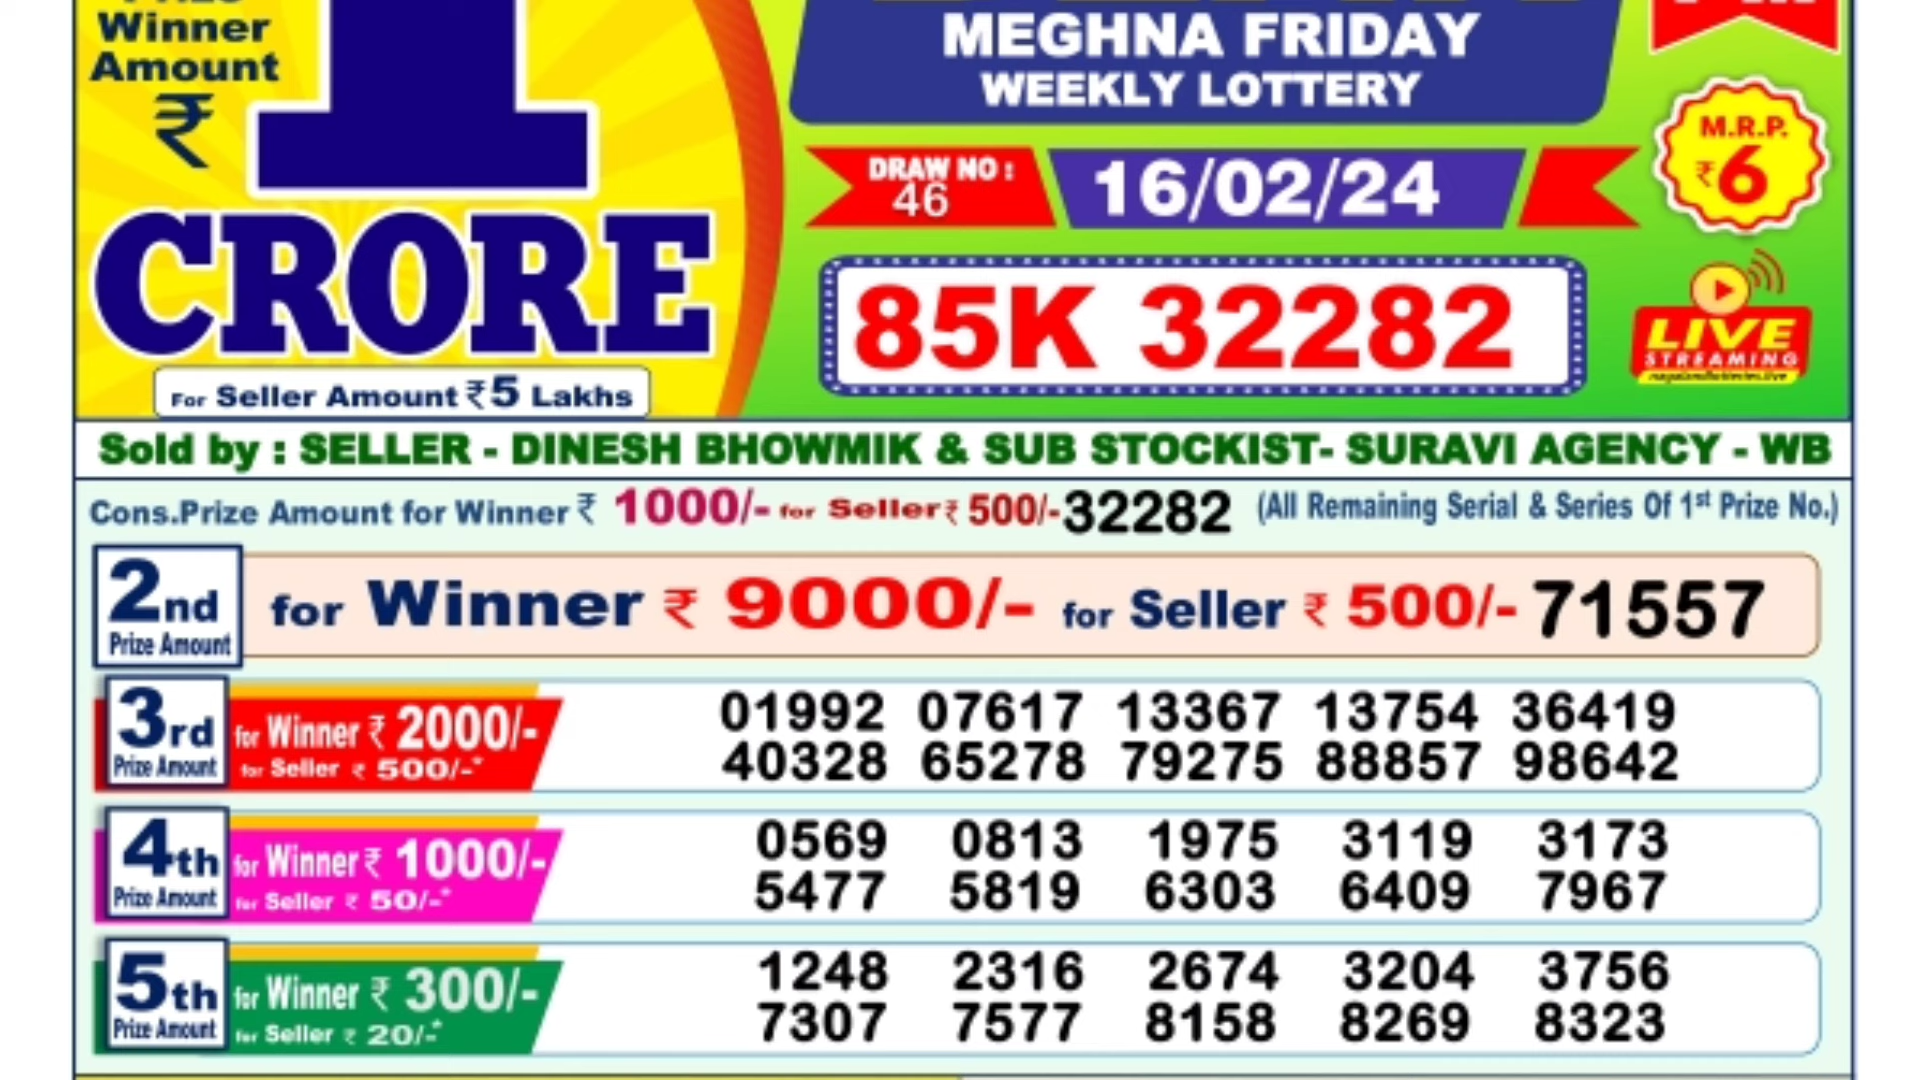 Winner
Amount
₹
1
CRORE
For Seller Amount ₹5 Lakhs
MEGHNA FRIDAY
WEEKLY LOTTERY
M.R.P.
₹6
DRAW NO :
46
16/02/24
85K 32282
LIVE
STREAMING
Sold by : SELLER - DINESH BHOWMIK & SUB STOCKIST- SURAVI AGENCY - WB
Cons.Prize Amount for Winner ₹ 1000/- for Seller ₹ 500/- 32282 (All Remaining Serial & Series Of 1st Prize No.)
2nd
Prize Amount
for Winner ₹ 9000/- for Seller ₹ 500/- 71557
3rd
Prize Amount
for Winner ₹ 2000/-
for Seller ₹ 500/-*
01992 07617 13367 13754 36419
40328 65278 79275 88857 98642
4th
Prize Amount
for Winner ₹ 1000/-
for Seller ₹ 50/-*
0569 0813 1975 3119 3173
5477 5819 6303 6409 7967
5th
Prize Amount
for Winner ₹ 300/-
for Seller ₹ 20/-*
1248 2316 2674 3204 3756
7307 7577 8158 8269 8323